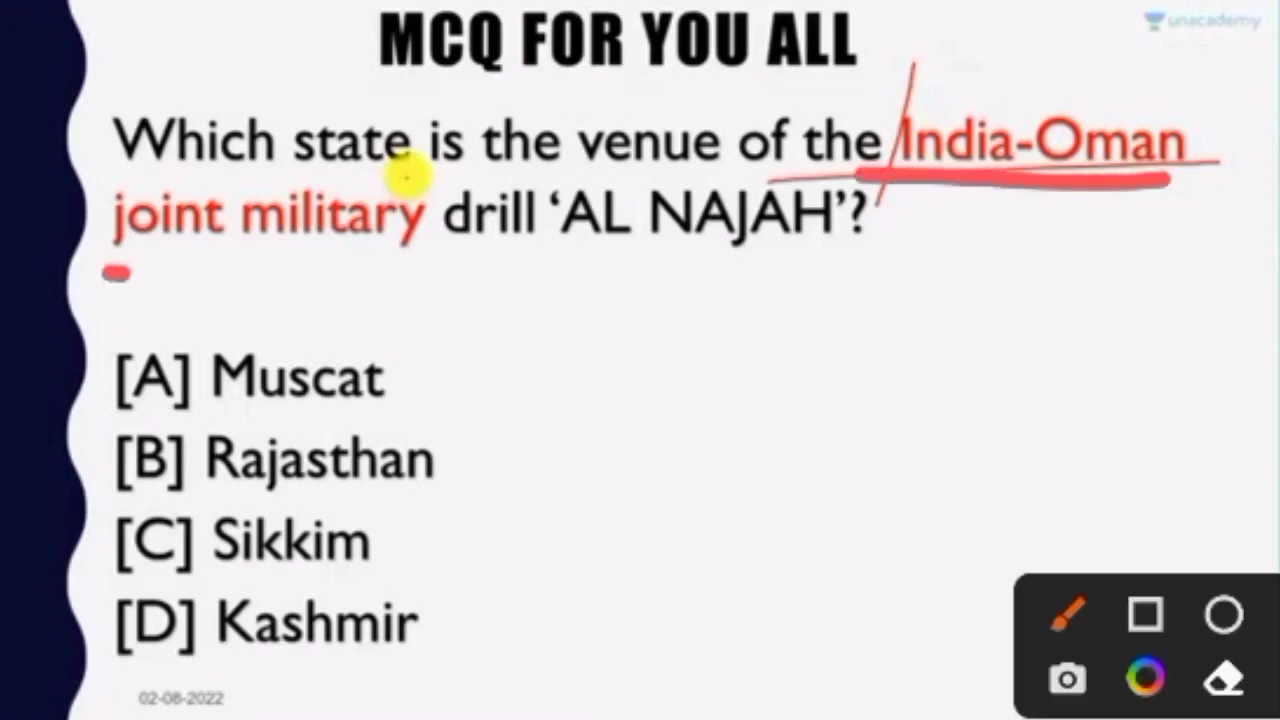 MCQ FOR YOU ALL
unacademy
Which state is the venue of the India-Oman
joint military drill ‘AL NAJAH’?
[A] Muscat
[B] Rajasthan
[C] Sikkim
[D] Kashmir
02-08-2022